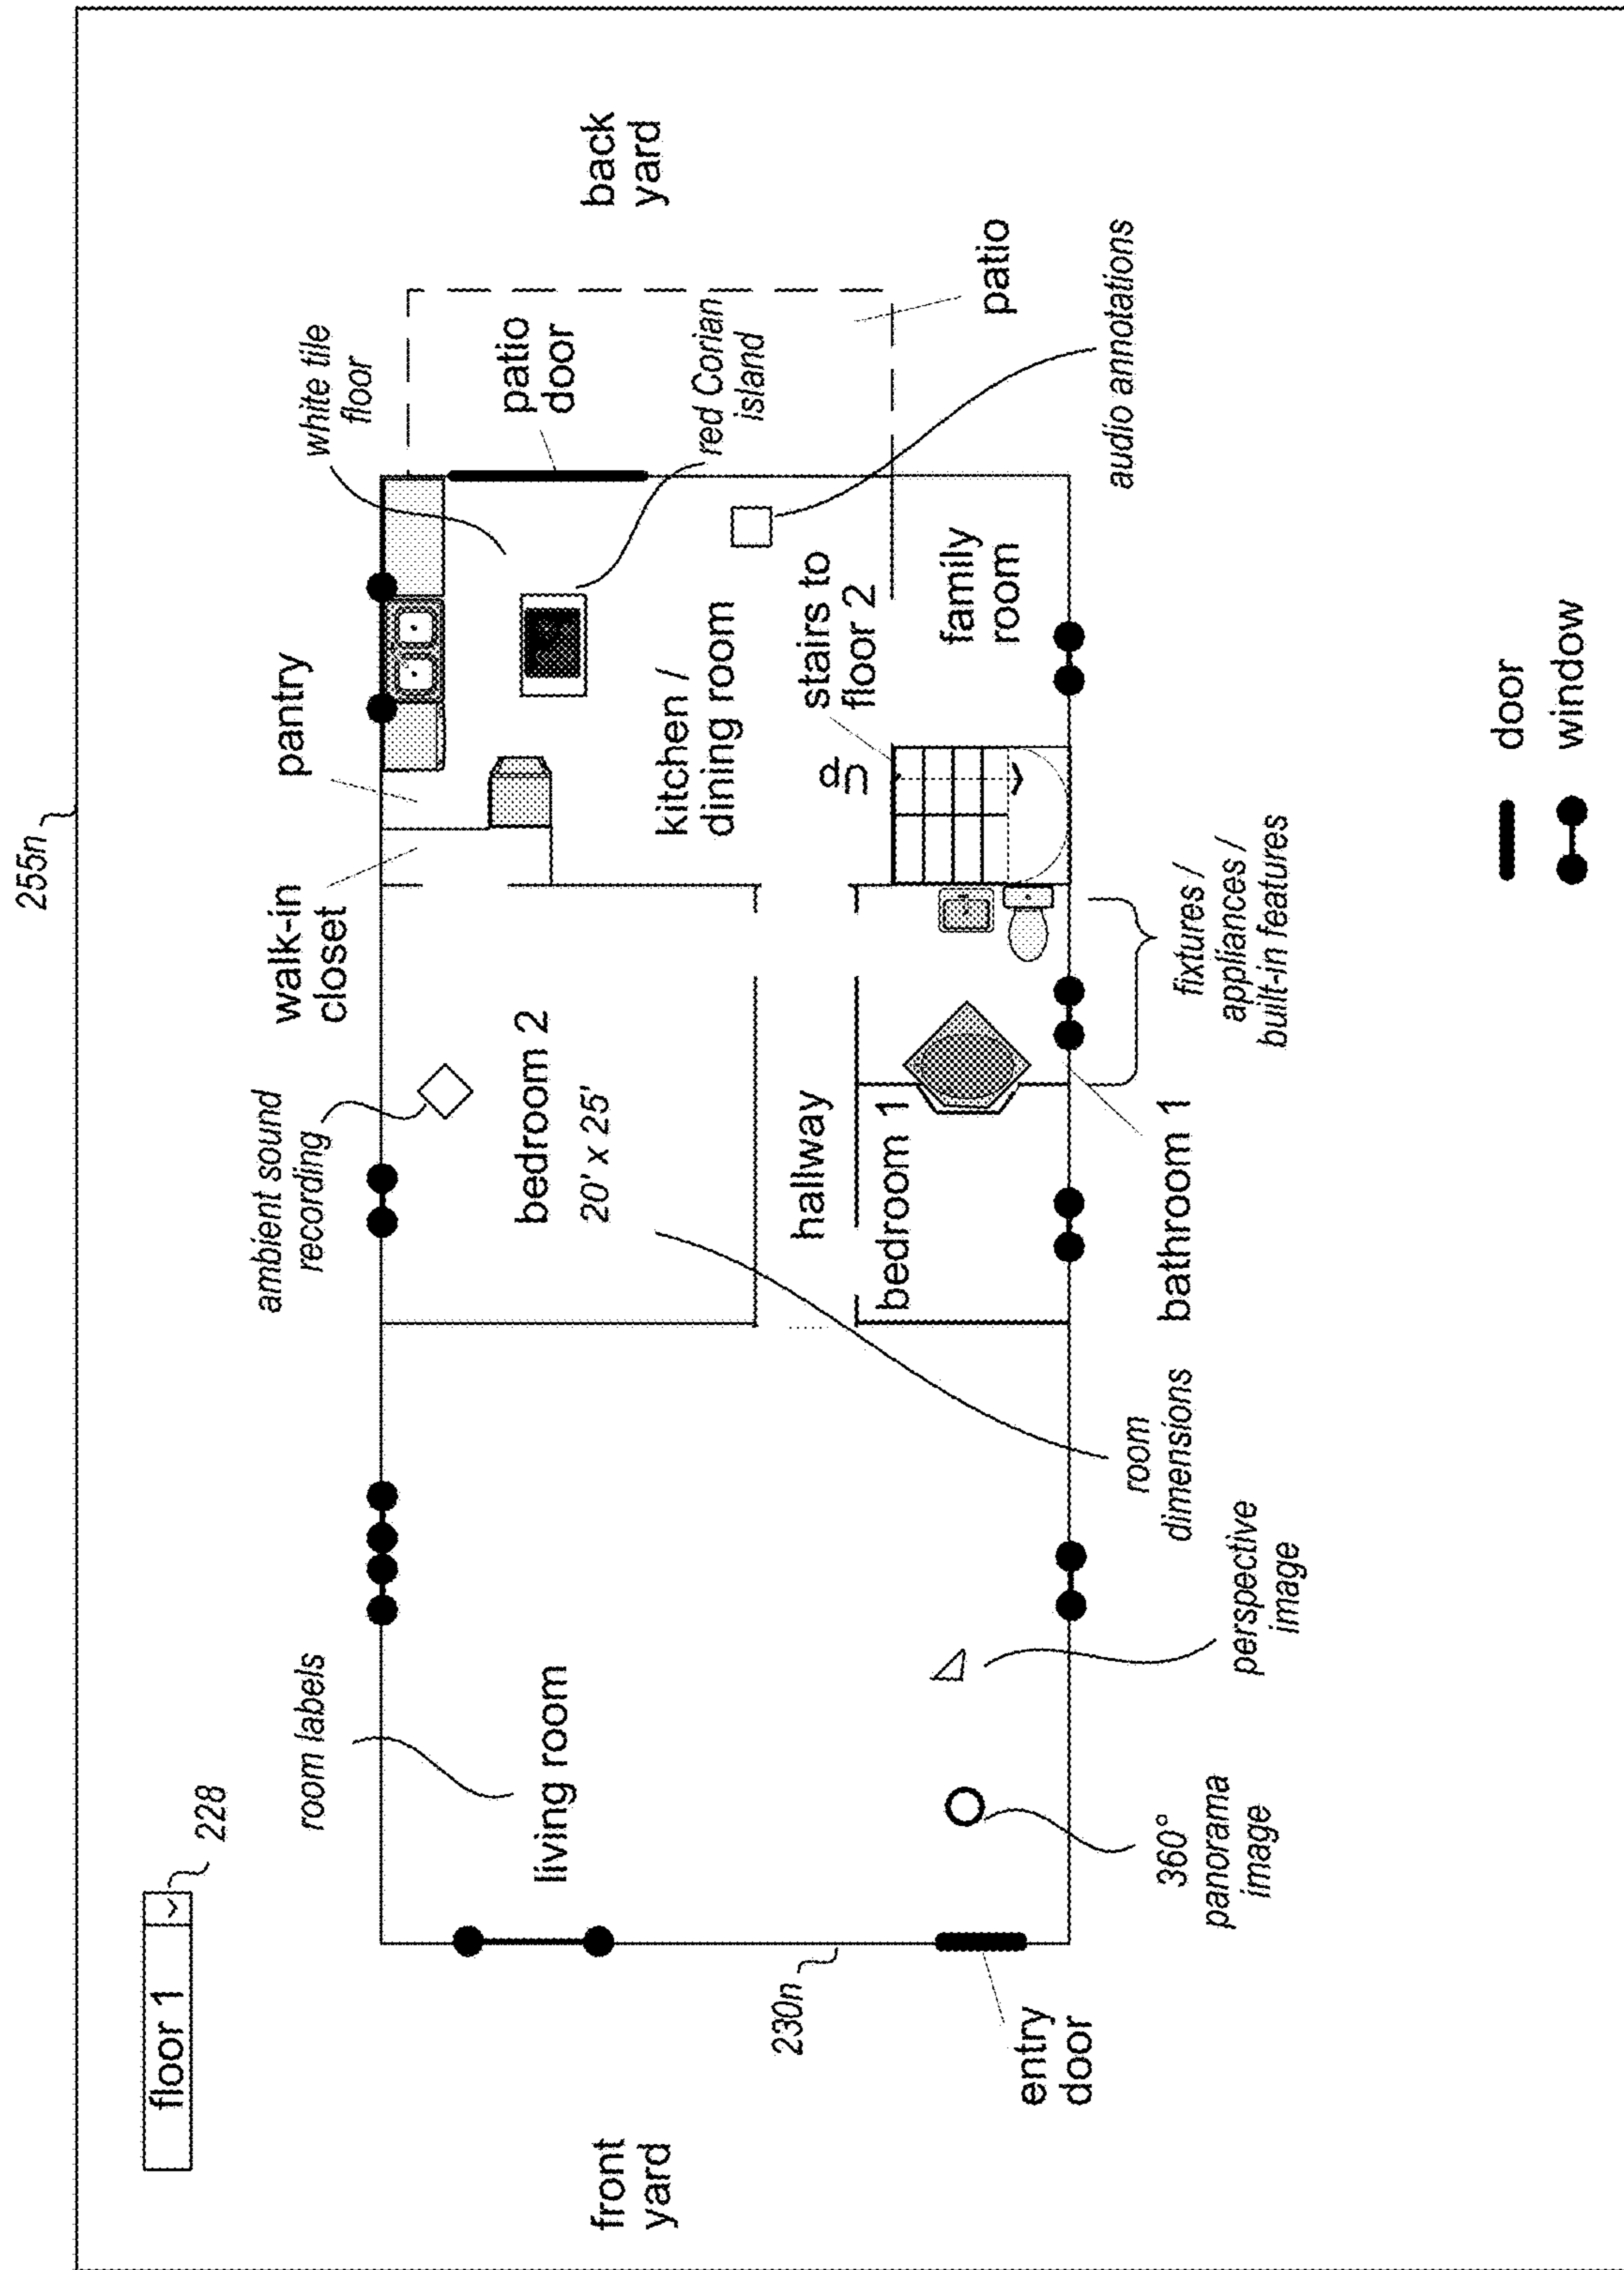 255n
floor 1
228
room labels
ambient sound
recording
walk-in
closet
pantry
white tile
floor
living room
bedroom 2
20' x 25'
patio
door
back
yard
red Corian
island
kitchen /
dining room
front
yard
230n
hallway
up
stairs to
floor 2
bedroom 1
family
room
patio
entry
door
360°
panorama
image
perspective
image
room
dimensions
bathroom 1
fixtures /
appliances /
built-in features
audio annotations
door
window